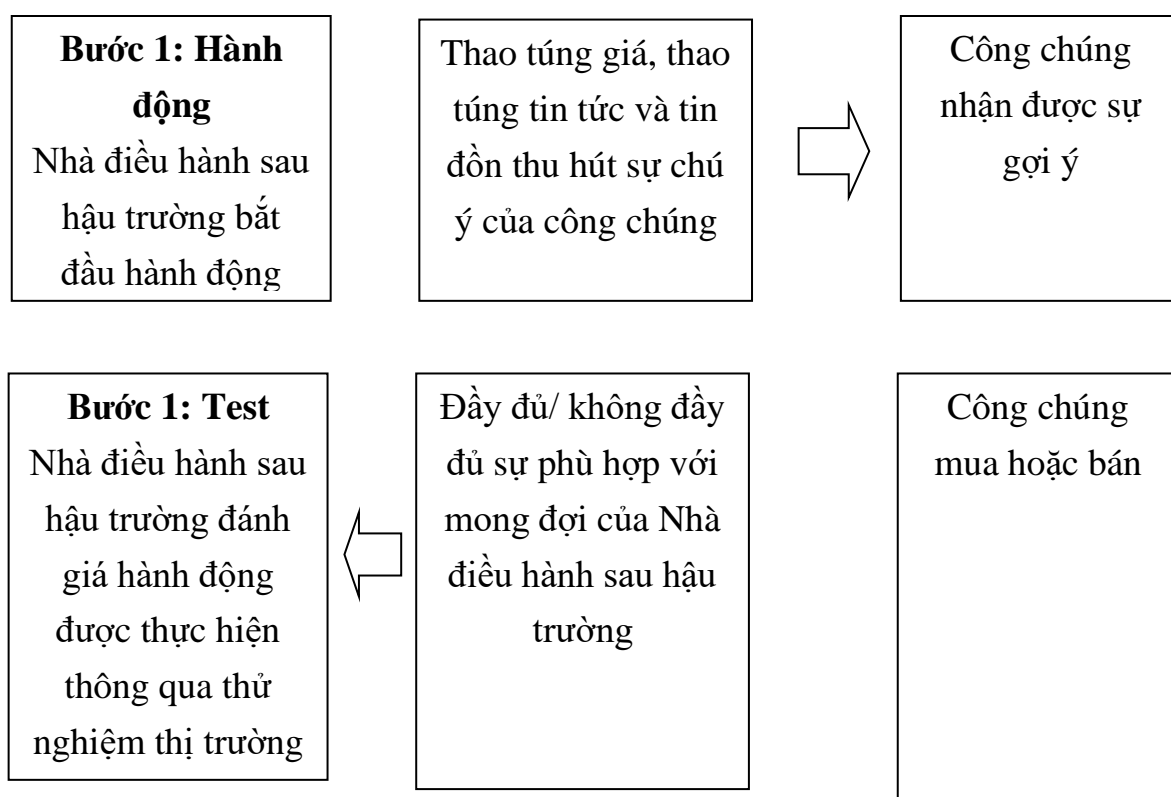 Bước 1: Hành
động
Nhà điều hành sau
hậu trường bắt
đầu hành động
Thao túng giá, thao
túng tin tức và tin
đồn thu hút sự chú
ý của công chúng
Công chúng
nhận được sự
gợi ý
Bước 1: Test
Nhà điều hành sau
hậu trường đánh
giá hành động
được thực hiện
thông qua thử
nghiệm thị trường
Đầy đủ/ không đầy
đủ sự phù hợp với
mong đợi của Nhà
điều hành sau hậu
trường
Công chúng
mua hoặc bán